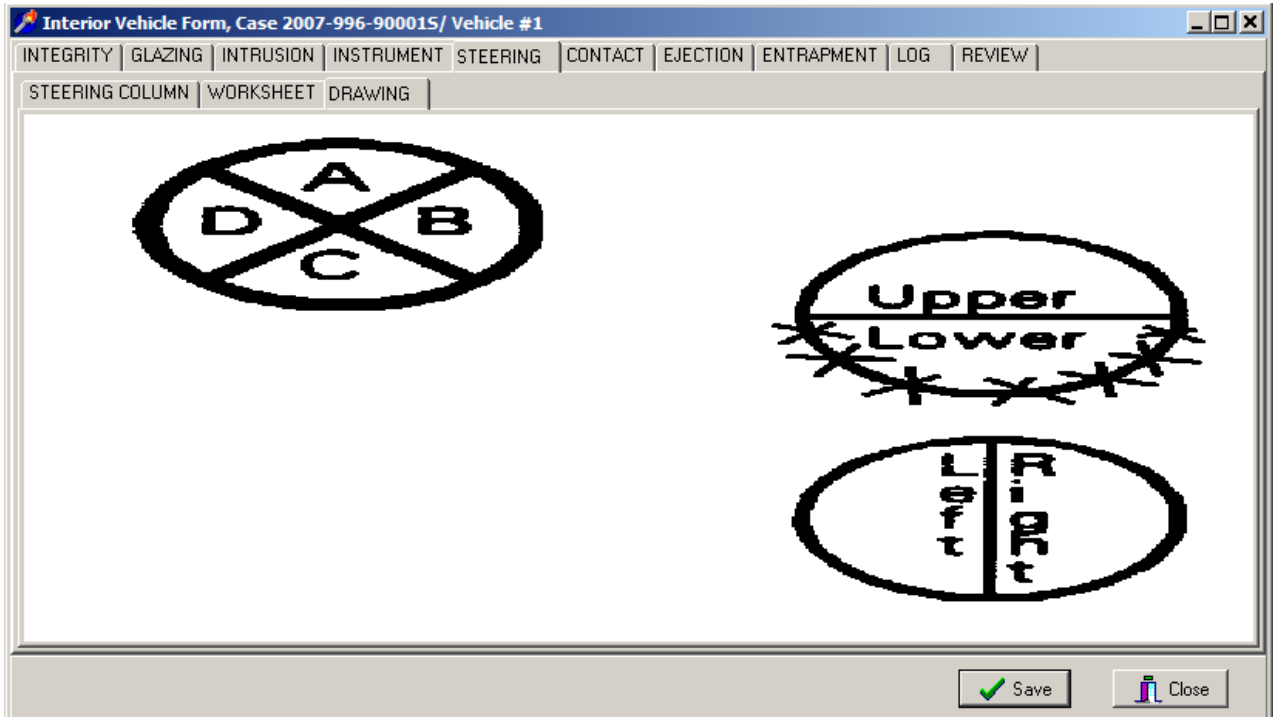 Interior Vehicle Form, Case 2007-996-90001S/ Vehicle #1
INTEGRITY GLAZING INTRUSION INSTRUMENT STEERING CONTACT EJECTION ENTRAPMENT LOG REVIEW
STEERING COLUMN WORKSHEET DRAWING
A
D B
C
Upper
Lower
Left Right
Save Close